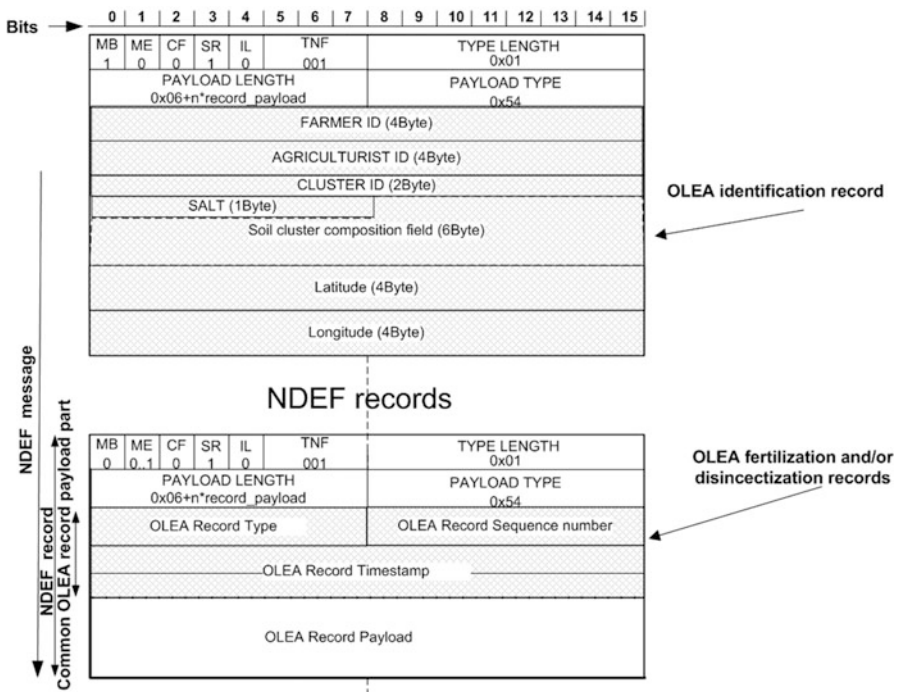 Bits 0 1 2 3 4 5 6 7 8 9 10 11 12 13 14 15
MB ME CF SR IL TNF TYPE LENGTH
1 0 0 1 0 001 0x01
PAYLOAD LENGTH PAYLOAD TYPE
0x06+n*record_payload 0x54
FARMER ID (4Byte)
AGRICULTURIST ID (4Byte)
CLUSTER ID (2Byte)
SALT (1Byte)
Soil cluster composition field (6Byte)
Latitude (4Byte)
Longitude (4Byte)
OLEA identification record
NDEF records
MB ME CF SR IL TNF TYPE LENGTH
0 0..1 0 1 0 001 0x01
PAYLOAD LENGTH PAYLOAD TYPE
0x06+n*record_payload 0x54
OLEA Record Type OLEA Record Sequence number
OLEA Record Timestamp
OLEA Record Payload
OLEA fertilization and/or
disincectization records
NDEF message
NDEF record
Common OLEA record payload part